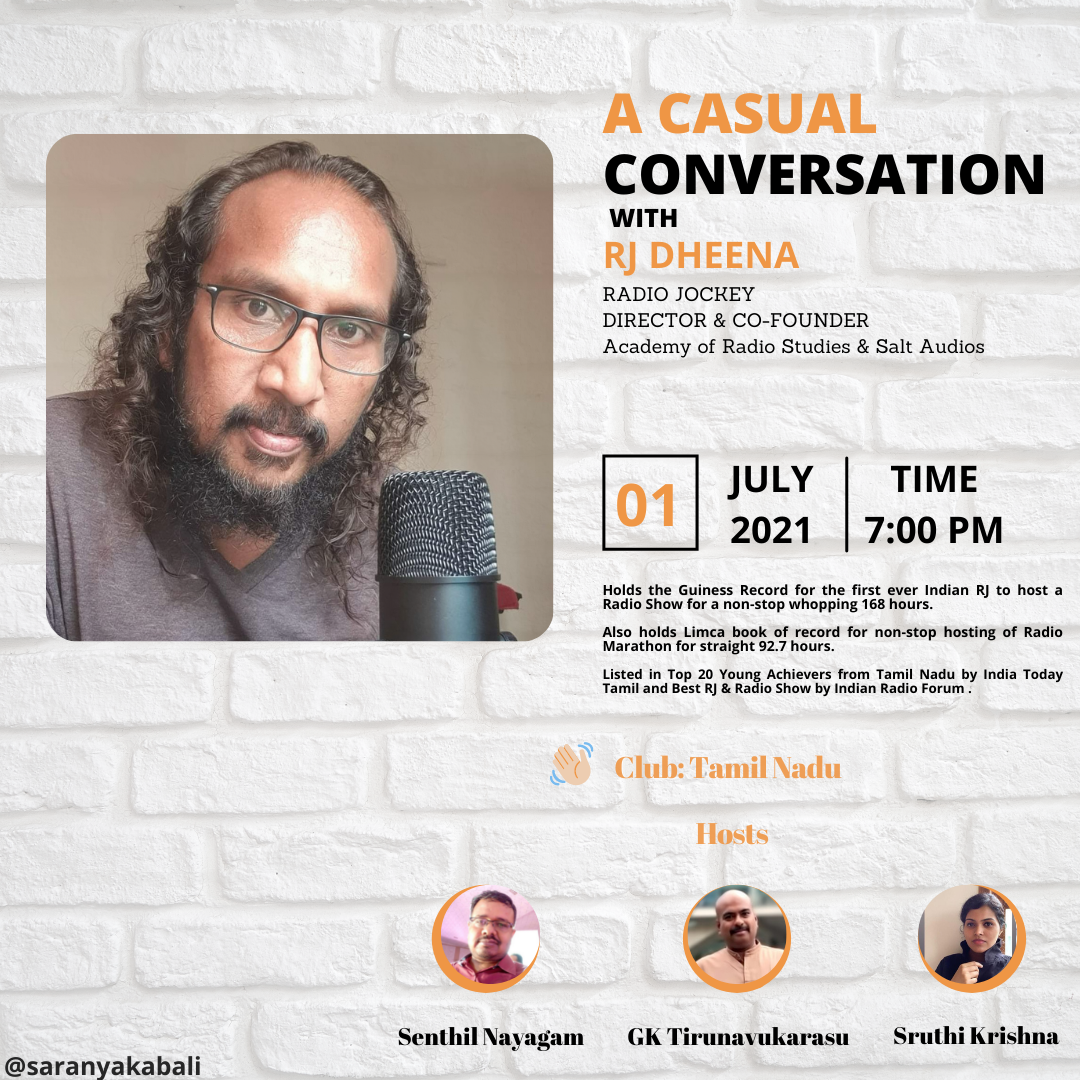 A CASUAL
CONVERSATION
WITH
RJ DHEENA
RADIO JOCKEY
DIRECTOR & CO-FOUNDER
Academy of Radio Studies & Salt Audios
01
JULY
2021
TIME
7:00 PM
Holds the Guiness Record for the first ever Indian RJ to host a
Radio Show for a non-stop whopping 168 hours.
Also holds Limca book of record for non-stop hosting of Radio
Marathon for straight 92.7 hours.
Listed in Top 20 Young Achievers from Tamil Nadu by India Today
Tamil and Best RJ & Radio Show by Indian Radio Forum .
Club: Tamil Nadu
Hosts
Senthil Nayagam
GK Tirunavukarasu
Sruthi Krishna
@saranyakabali